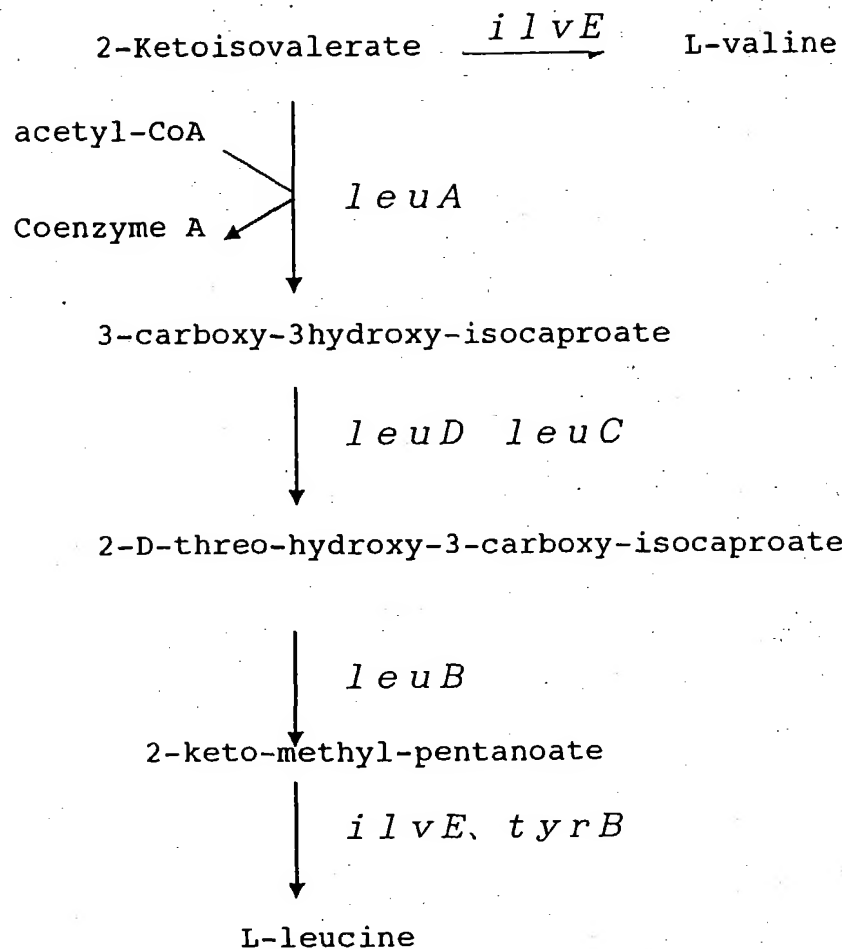 2-Ketoisovalerate ilvE L-valine
acetyl-CoA
leuA
Coenzyme A
3-carboxy-3hydroxy-isocaproate
leuD leuC
2-D-threo-hydroxy-3-carboxy-isocaproate
leuB
2-keto-methyl-pentanoate
ilvE、tyrB
L-leucine